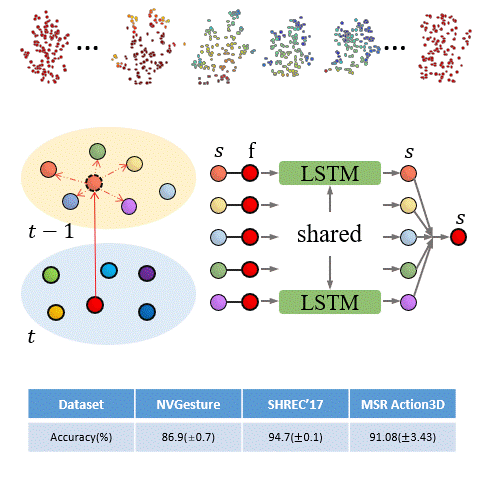 ...
...
s f
s
LSTM
s
t − 1
shared
t
LSTM
Dataset NVGesture SHREC'17 MSR Action3D
Accuracy(%) 86.9(±0.7) 94.7(±0.1) 91.08(±3.43)